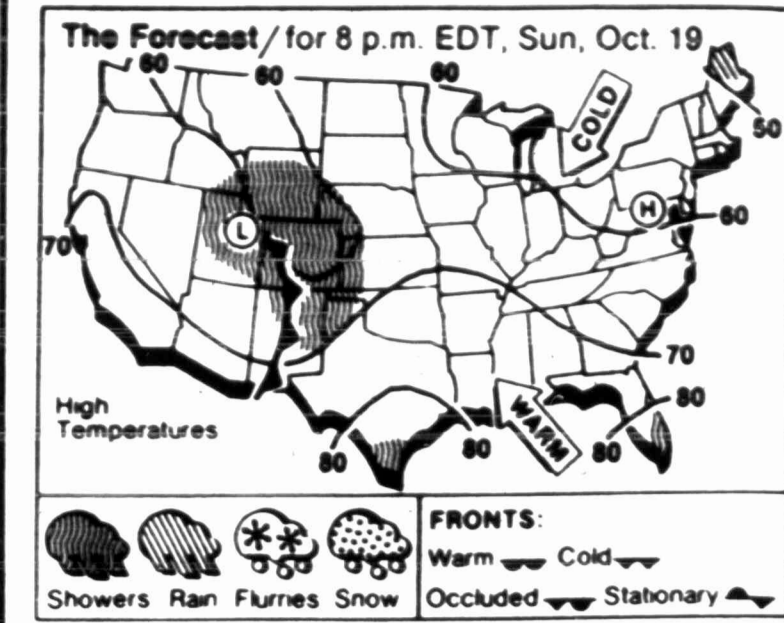 The Forecast / for 8 p.m. EDT, Sun, Oct. 19
60 60 60
COLD
50
L
H
60
70
70
80
High
Temperatures
WARM
80 80 80
FRONTS:
Warm Cold
Showers Rain Flurries Snow
Occluded Stationary